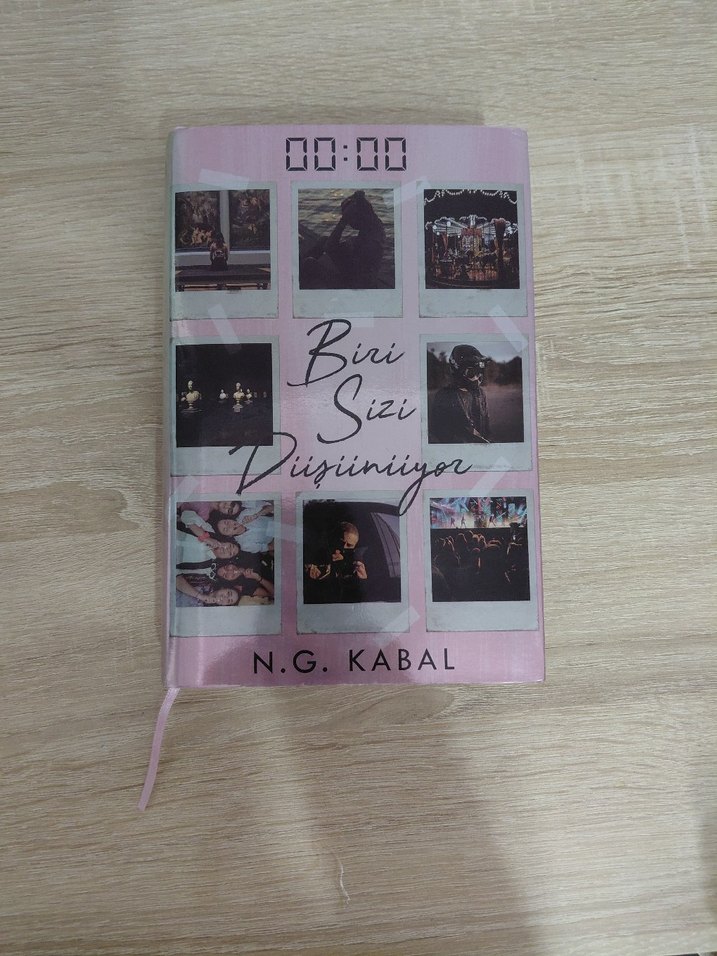 00:00
Biri
Sizi
Düşünüyor
N.G. KABAL